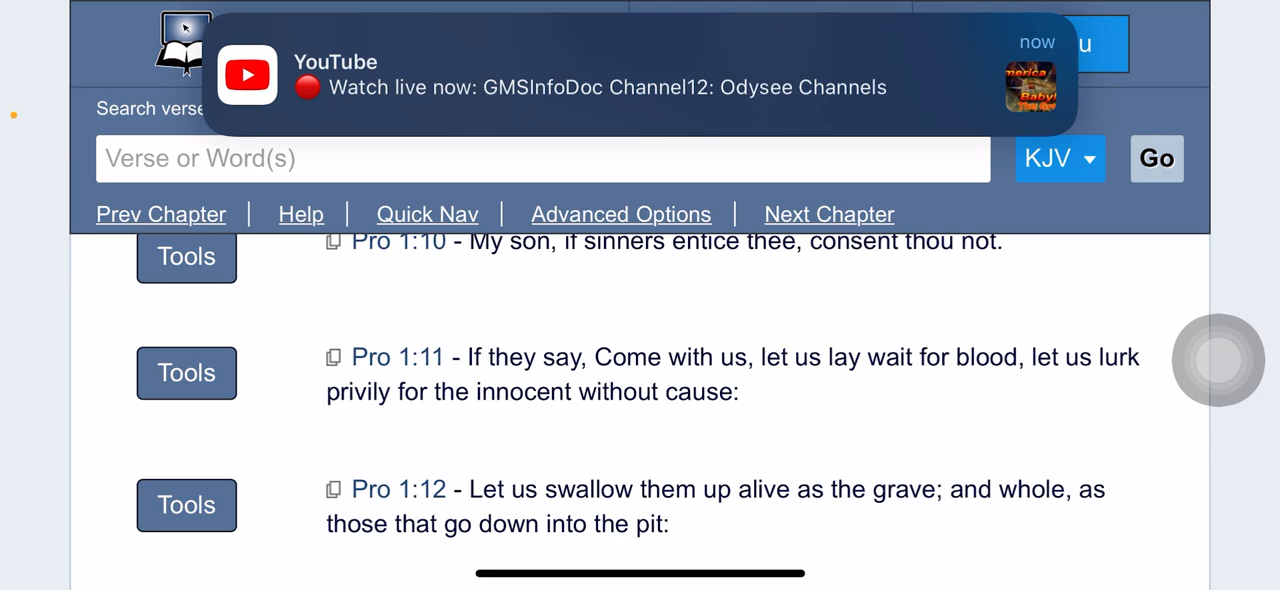 now
YouTube
🔴 Watch live now: GMSInfoDoc Channel12: Odysee Channels
merica
Babyl
u
Search verse
Verse or Word(s)
KJV
Go
Prev Chapter | Help | Quick Nav | Advanced Options | Next Chapter
Tools
Pro 1:10 - My son, if sinners entice thee, consent thou not.
Tools
Pro 1:11 - If they say, Come with us, let us lay wait for blood, let us lurk
privily for the innocent without cause:
Tools
Pro 1:12 - Let us swallow them up alive as the grave; and whole, as
those that go down into the pit: